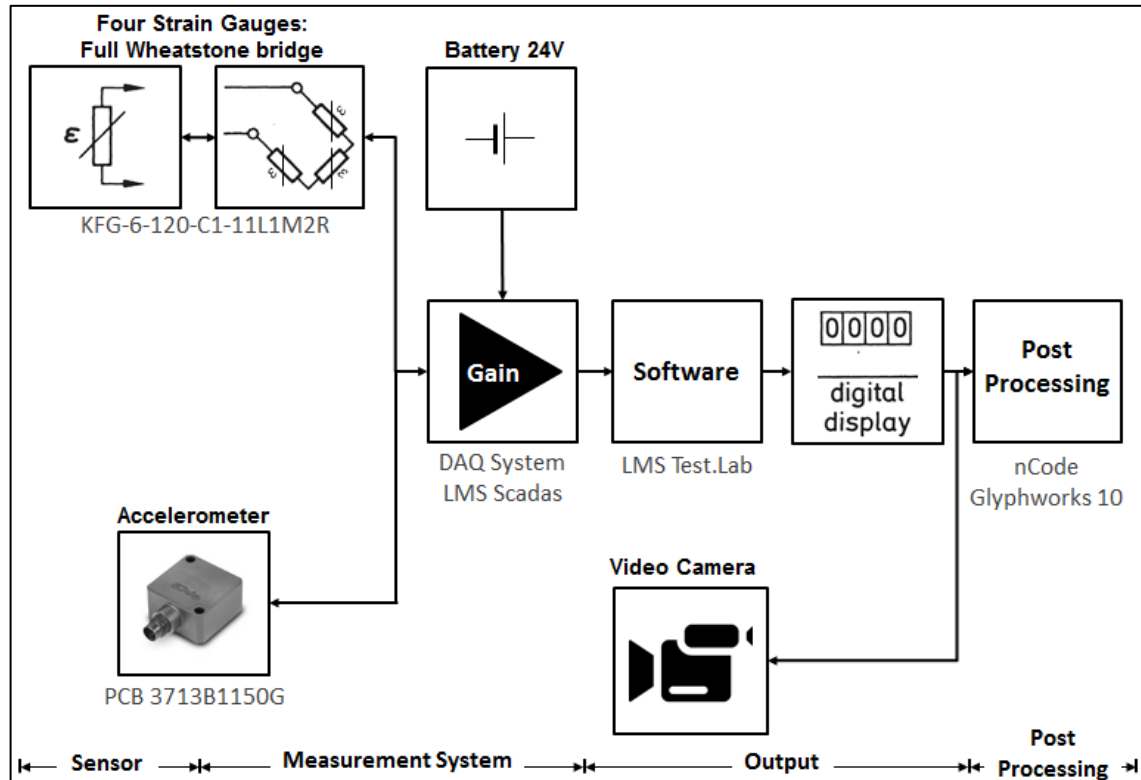 Four Strain Gauges:
Full Wheatstone bridge
Battery 24V
ε
KFG-6-120-C1-11L1M2R
Gain
Software
0000
digital
display
Post
Processing
DAQ System
LMS Scadas
LMS Test.Lab
nCode
Glyphworks 10
Accelerometer
PCB 3713B1150G
Video Camera
Sensor
Measurement System
Output
Post
Processing